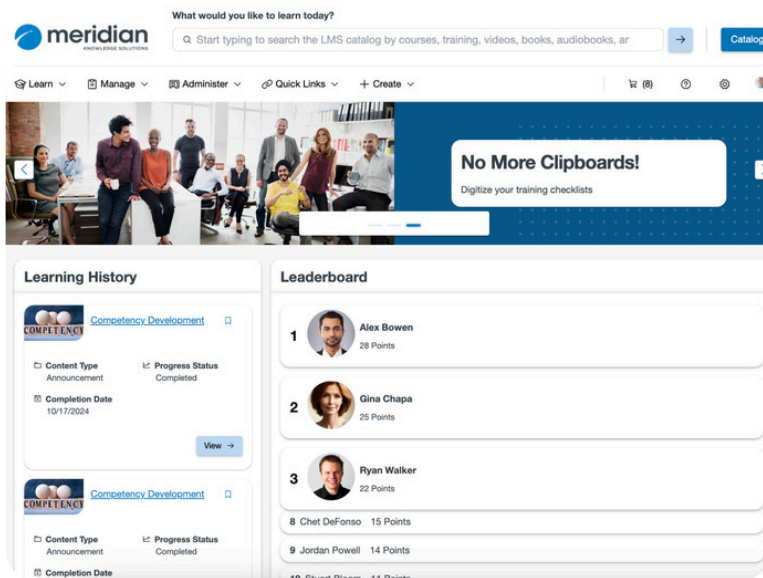 What would you like to learn today?
meridian
KNOWLEDGE SOLUTIONS
Start typing to search the LMS catalog by courses, training, videos, books, audiobooks, ar
Catalog
Learn
Manage
Administer
Quick Links
Create
(8)
No More Clipboards!
Digitize your training checklists
Learning History
COMPETENCY
Competency Development
Content Type
Progress Status
Announcement
Completed
Completion Date
10/17/2024
View
COMPETENCY
Competency Development
Content Type
Progress Status
Announcement
Completed
Completion Date
Leaderboard
1
Alex Bowen
28 Points
2
Gina Chapa
25 Points
3
Ryan Walker
22 Points
8 Chet DeFonso 15 Points
9 Jordan Powell 14 Points